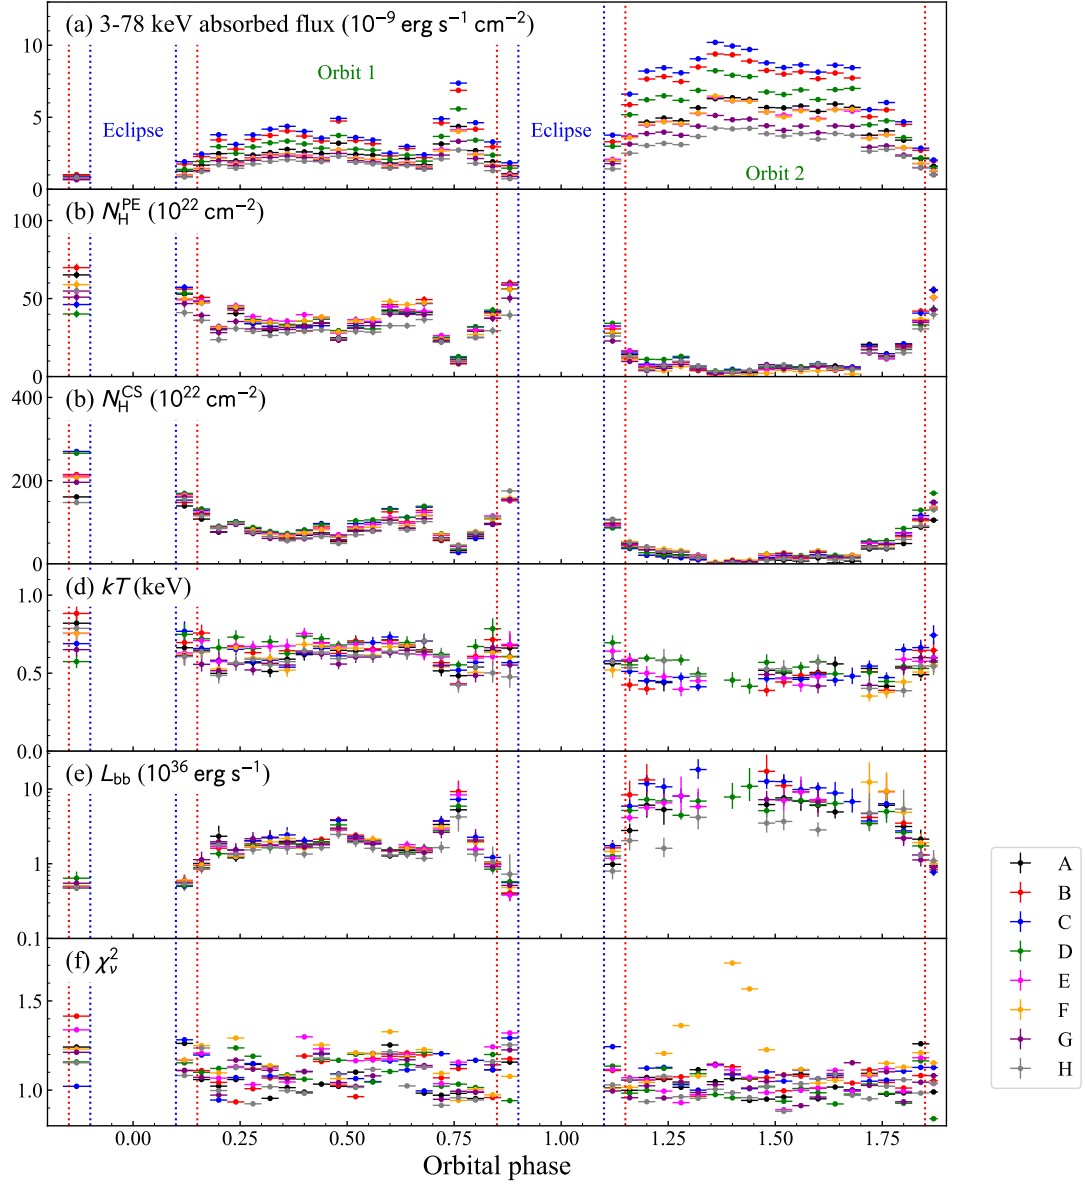 (a) 3-78 keV absorbed flux (10⁻⁹ erg s⁻¹ cm⁻²)
10
5
0
Orbit 1
Eclipse
Eclipse
Orbit 2
(b) N_H^PE (10²² cm⁻²)
100
50
0
(b) N_H^CS (10²² cm⁻²)
400
200
0
(d) kT (keV)
1.0
0.5
0.0
(e) L_bb (10³⁶ erg s⁻¹)
10
1
0.1
(f) χ_ν²
1.5
1.0
0.00
0.25
0.50
0.75
1.00
1.25
1.50
1.75
Orbital phase
A
B
C
D
E
F
G
H